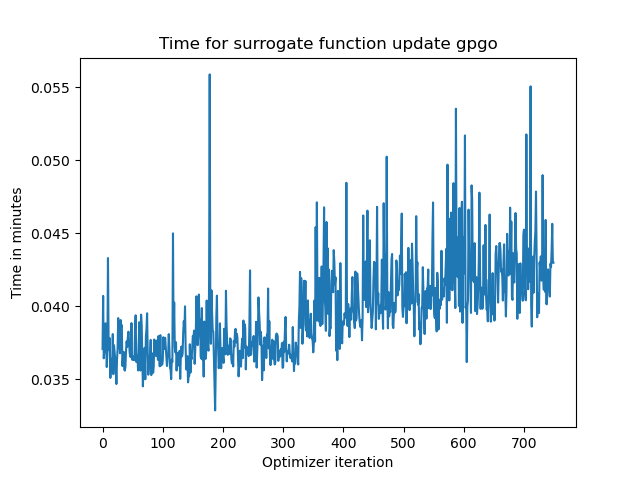 Time for surrogate function update gpgo
Time in minutes
0.055
0.050
0.045
0.040
0.035
0 100 200 300 400 500 600 700
Optimizer iteration